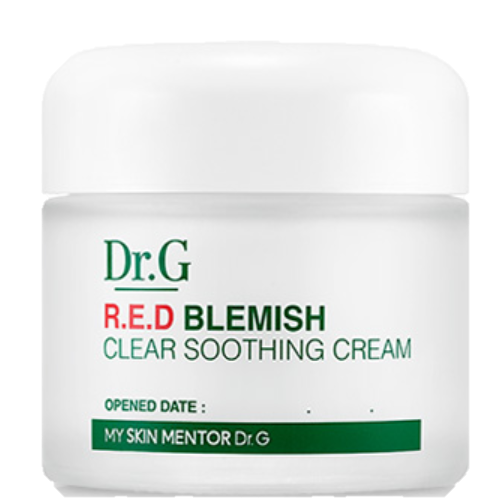 Dr.G
R.E.D BLEMISH
CLEAR SOOTHING CREAM
OPENED DATE : . .
MY SKIN MENTOR Dr.G